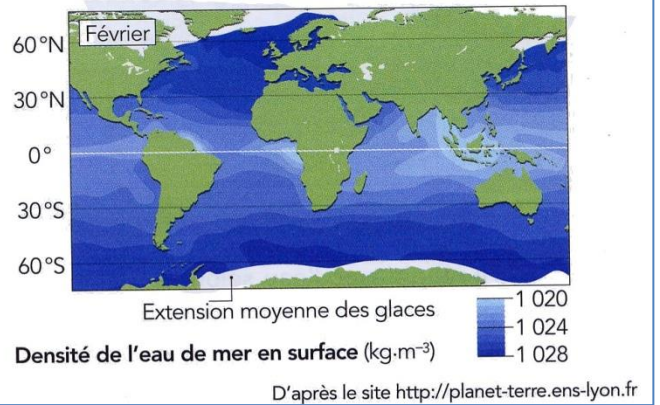 Février
60°N
30°N
0°
30°S
60°S
Extension moyenne des glaces
1 020
1 024
1 028
Densité de l'eau de mer en surface (kg·m⁻³)
D'après le site http://planet-terre.ens-lyon.fr